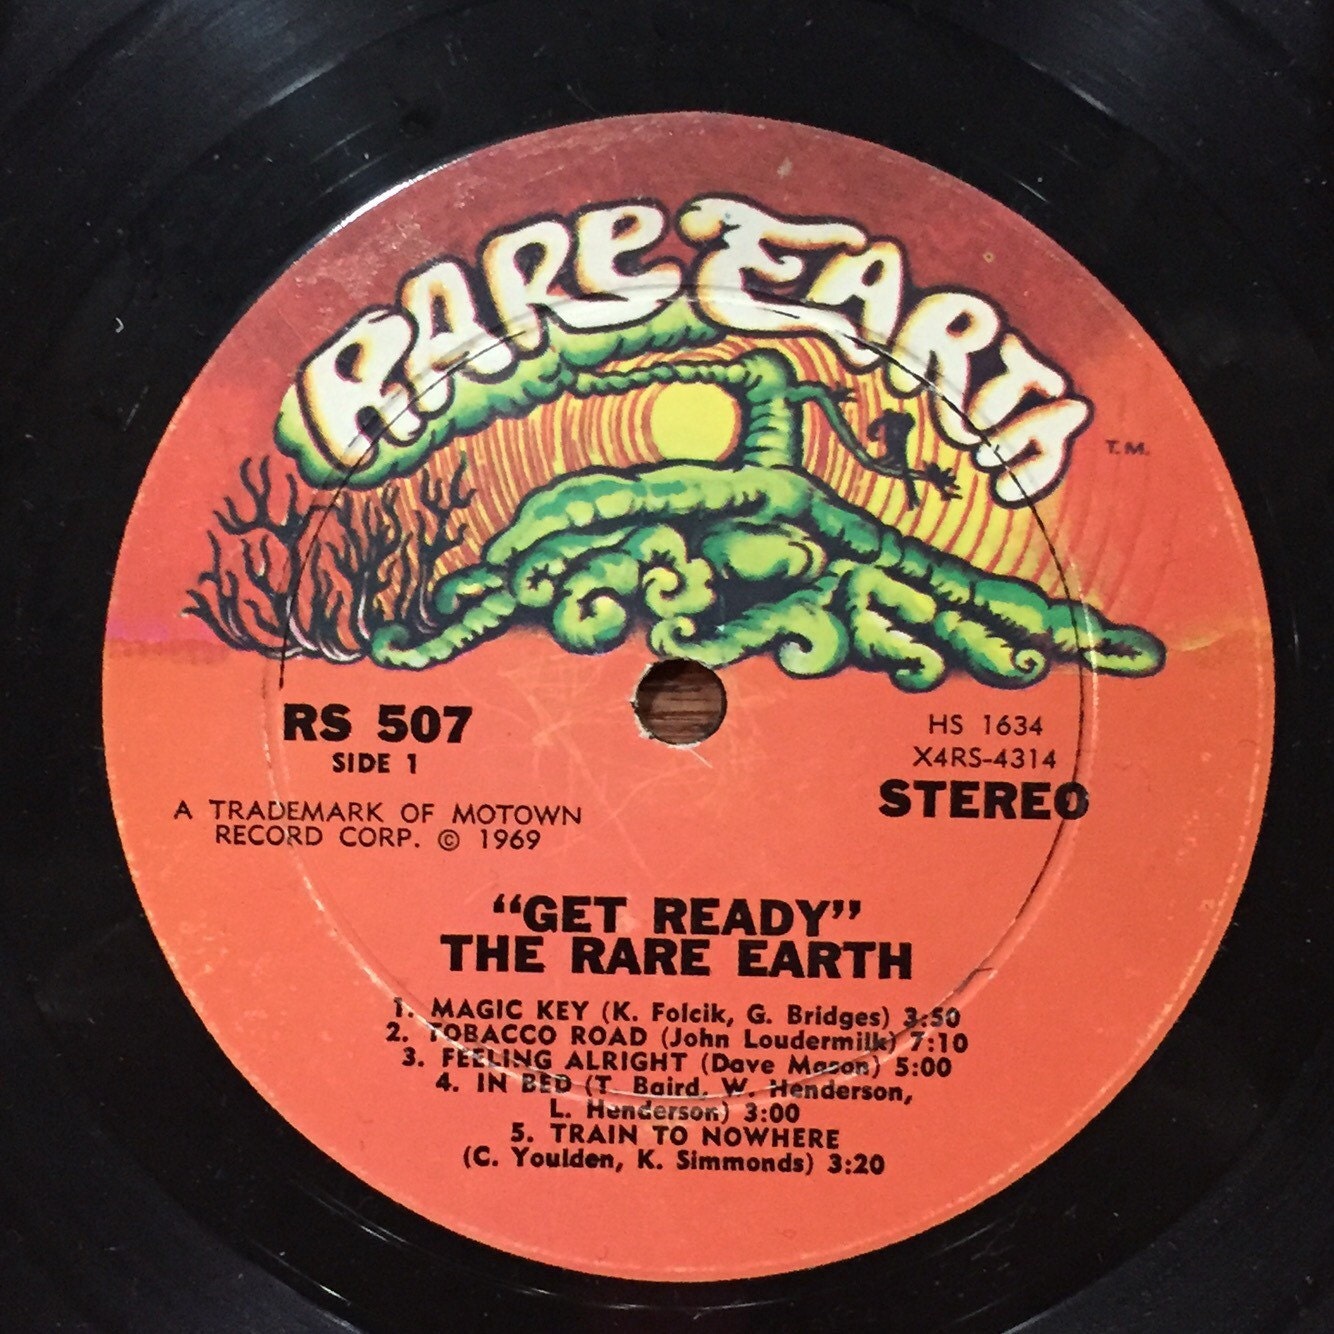 RARE EARTH
T.M.
RS 507
SIDE 1
HS 1634
X4RS-4314
STEREO
A TRADEMARK OF MOTOWN
RECORD CORP. © 1969
“GET READY”
THE RARE EARTH
1. MAGIC KEY (K. Folcik, G. Bridges) 3:50
2. TOBACCO ROAD (John Loudermilk) 7:10
3. FEELING ALRIGHT (Dave Mason) 5:00
4. IN BED (T. Baird, W. Henderson,
L. Henderson) 3:00
5. TRAIN TO NOWHERE
(C. Youlden, K. Simmonds) 3:20